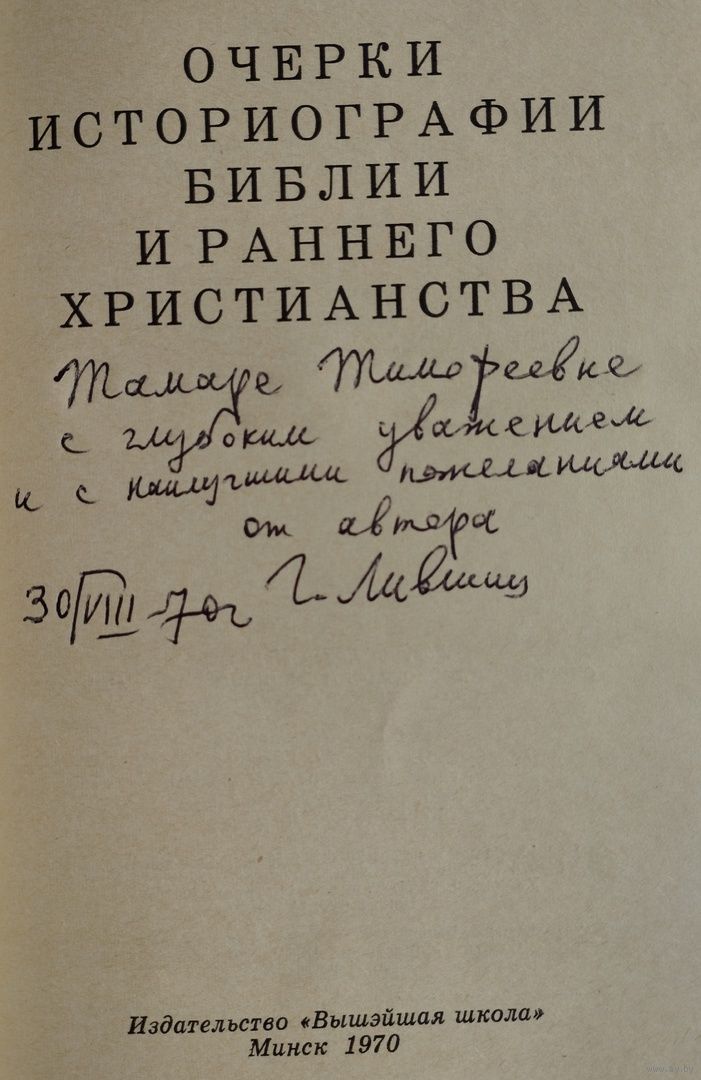 ОЧЕРКИ
ИСТОРИОГРАФИИ
БИБЛИИ
И РАННЕГО
ХРИСТИАНСТВА
Тамаре Тимофеевне
с глубоким уважением
и с наилучшими пожеланиями
от автора
30/VIII-70г Г. Лившиц
Издательство «Вышэйшая школа»
Минск 1970